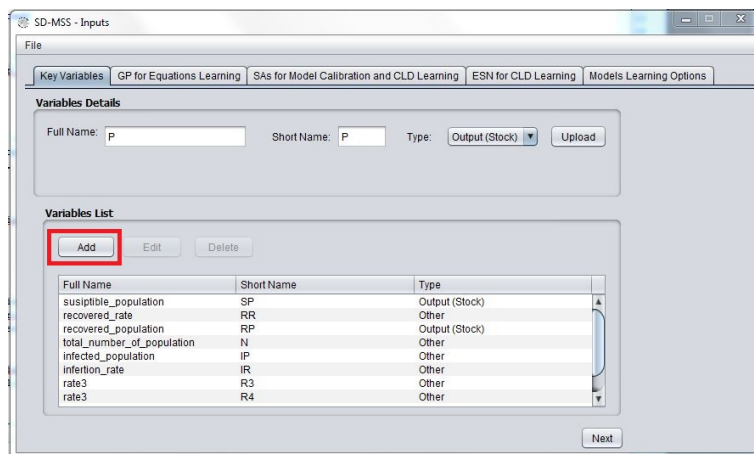 SD-MSS - Inputs
File
Key Variables GP for Equations Learning SAs for Model Calibration and CLD Learning ESN for CLD Learning Models Learning Options
Variables Details
Full Name: P Short Name: P Type: Output (Stock) Upload
Variables List
Add Edit Delete
Full Name Short Name Type
susiptible_population SP Output (Stock)
recovered_rate RR Other
recovered_population RP Output (Stock)
total_number_of_population N Other
infected_population IP Other
infertion_rate IR Other
rate3 R3 Other
rate3 R4 Other
Next